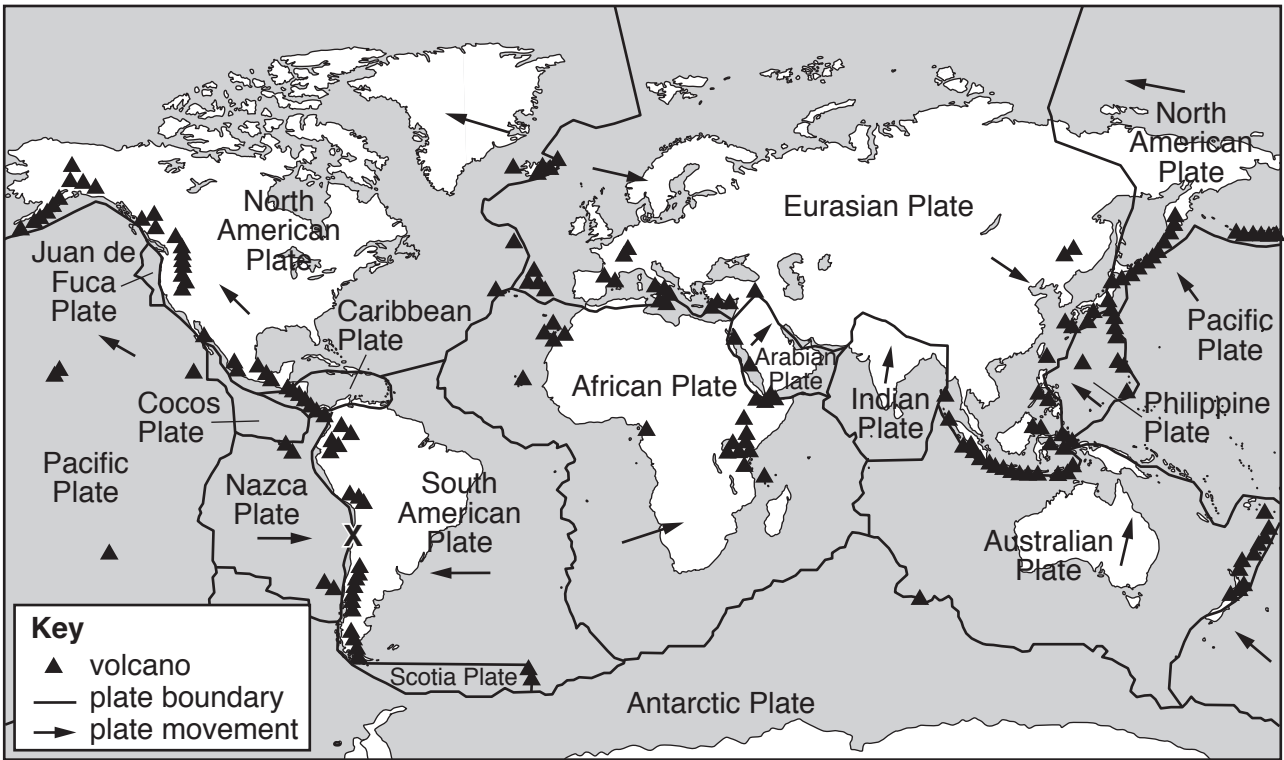 North
American
Plate
North
American
Plate
Eurasian Plate
Juan de
Fuca
Plate
Caribbean
Plate
Pacific
Plate
Arabian
Plate
African Plate
Indian
Plate
Philippine
Plate
Cocos
Plate
Pacific
Plate
Nazca
Plate
South
American
Plate
X
Australian
Plate
Key
volcano
plate boundary
plate movement
Scotia Plate
Antarctic Plate